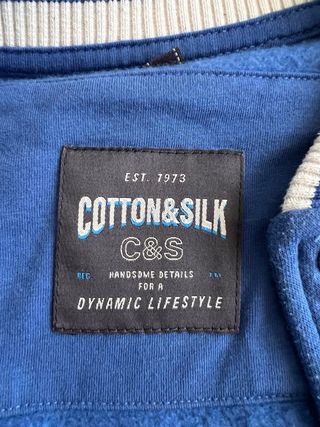 EST. 1973
COTTON&SILK
C&S
HANDSOME DETAILS
FOR A
DYNAMIC LIFESTYLE